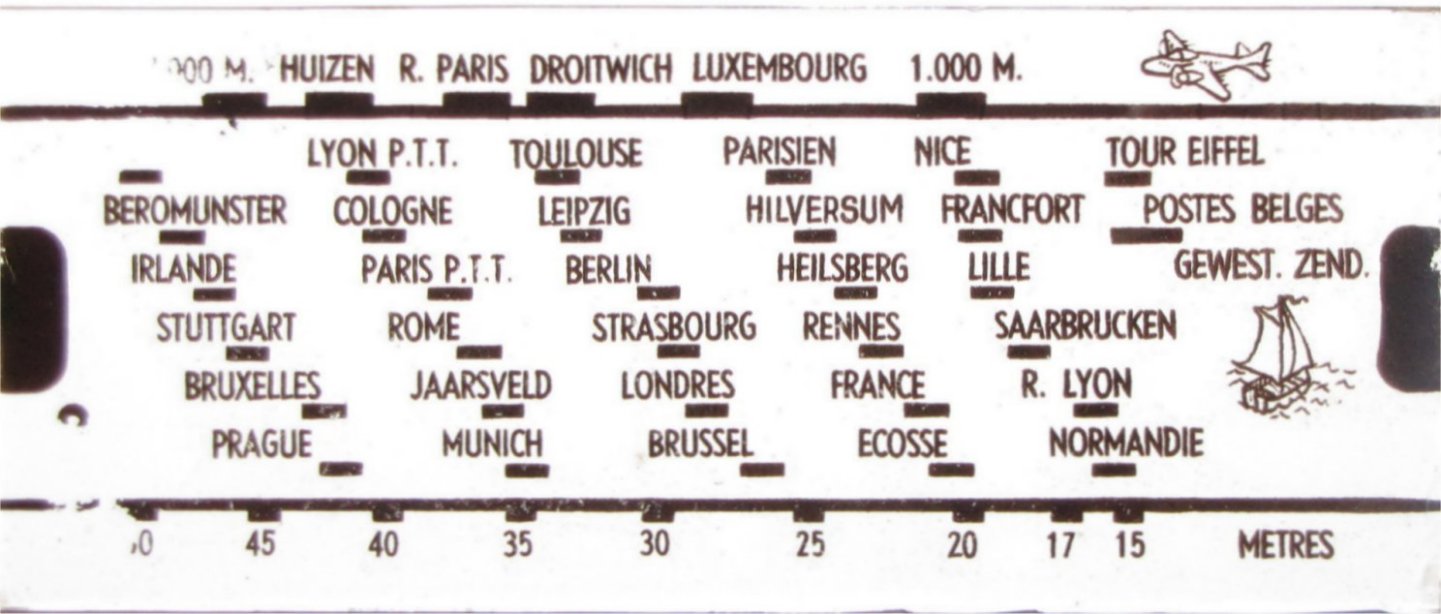 000 M. HUIZEN R. PARIS DROITWICH LUXEMBOURG 1.000 M.
LYON P.T.T. TOULOUSE PARISIEN NICE TOUR EIFFEL
BEROMUNSTER COLOGNE LEIPZIG HILVERSUM FRANCFORT POSTES BELGES
IRLANDE PARIS P.T.T. BERLIN HEILSBERG LILLE GEWEST. ZEND.
STUTTGART ROME STRASBOURG RENNES SAARBRUCKEN
BRUXELLES JAARSVELD LONDRES FRANCE R. LYON
PRAGUE MUNICH BRUSSEL ECOSSE NORMANDIE
45 40 35 30 25 20 17 15 METRES